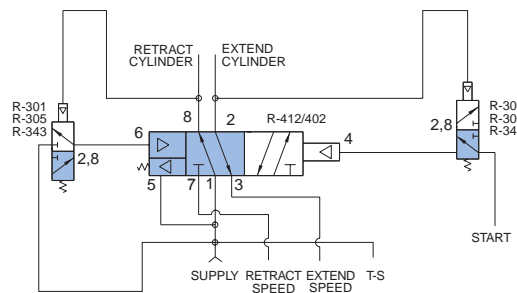 RETRACT
CYLINDER
EXTEND
CYLINDER
R-301
R-305
R-343
R-30
R-30
R-34
8
2
R-412/402
6
4
2,8
2,8
5
7
1
3
START
SUPPLY
RETRACT
SPEED
EXTEND
SPEED
T-S